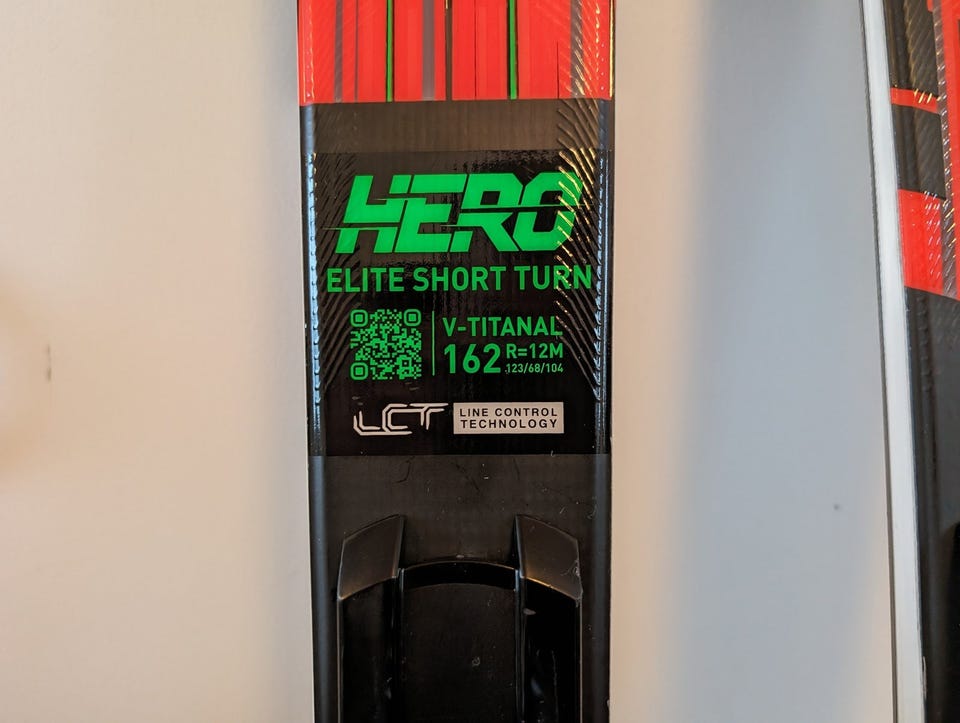 HERO
ELITE SHORT TURN
V-TITANAL
162 R=12M
123/68/104
LCT LINE CONTROL
TECHNOLOGY